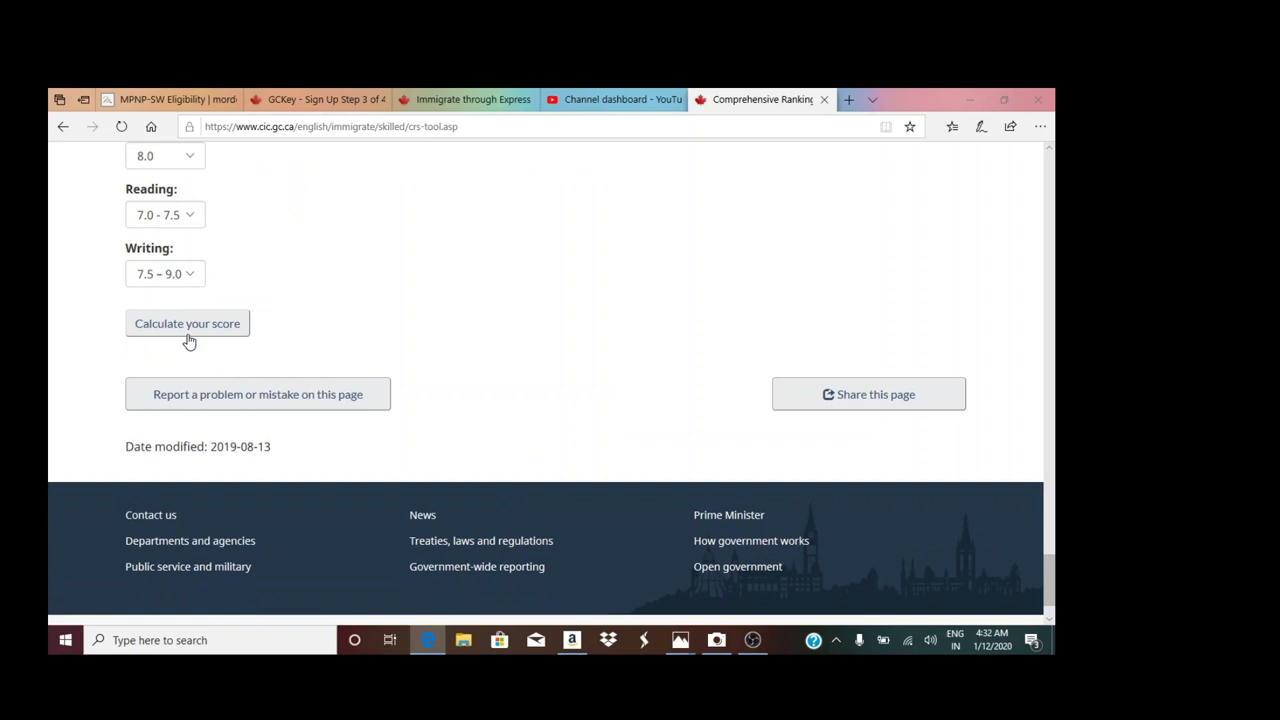 MPNP-SW Eligibility | mord
GCKey - Sign Up Step 3 of 4
Immigrate through Express
Channel dashboard - YouTu
Comprehensive Ranking
https://www.cic.gc.ca/english/immigrate/skilled/crs-tool.asp
8.0
Reading:
7.0 - 7.5
Writing:
7.5 – 9.0
Calculate your score
Report a problem or mistake on this page
Share this page
Date modified: 2019-08-13
Contact us
News
Prime Minister
Departments and agencies
Treaties, laws and regulations
How government works
Public service and military
Government-wide reporting
Open government
Type here to search
ENG
IN
4:32 AM
1/12/2020
3